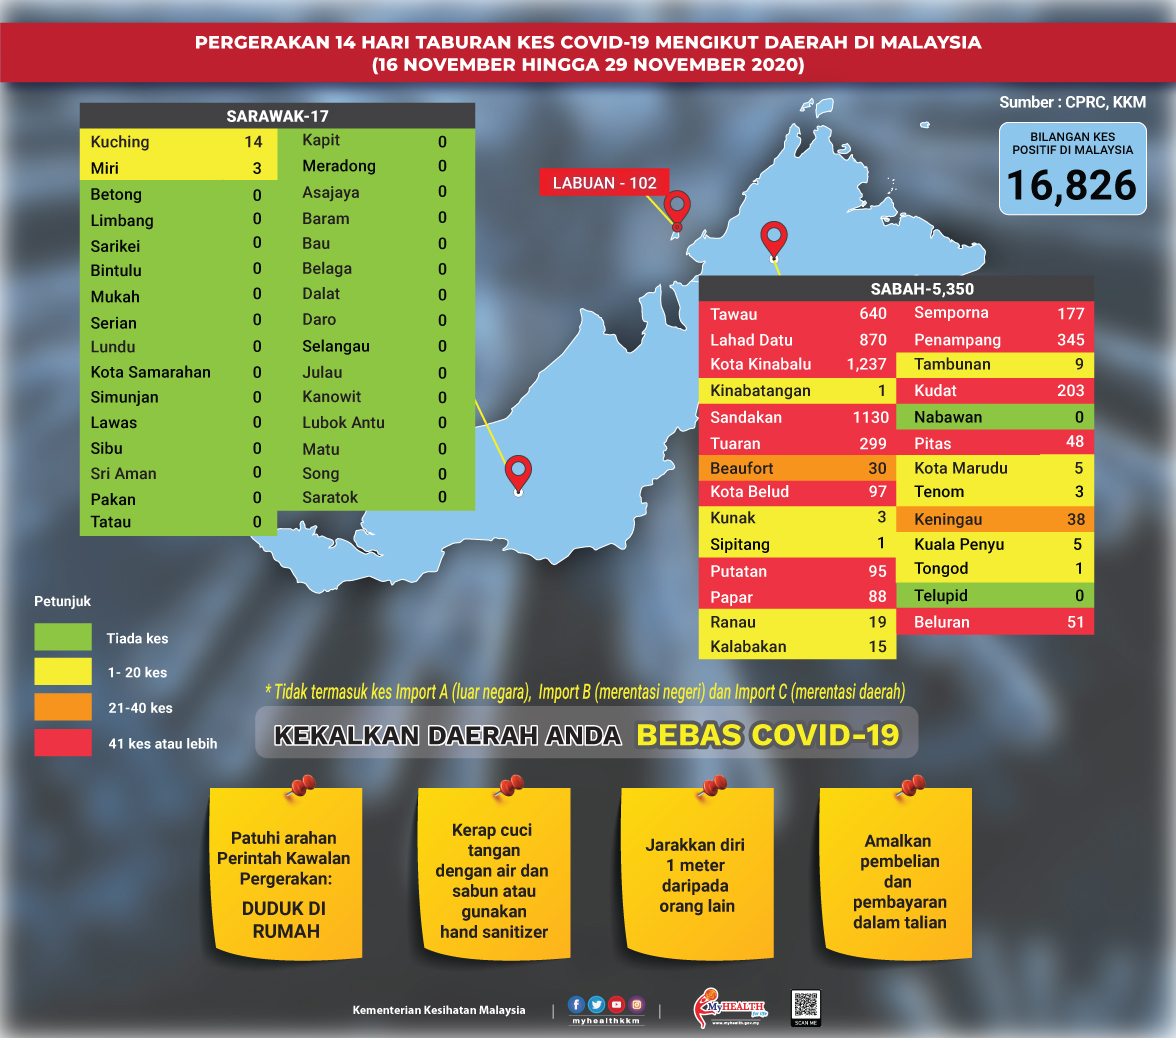 PERGERAKAN 14 HARI TABURAN KES COVID-19 MENGIKUT DAERAH DI MALAYSIA
(16 NOVEMBER HINGGA 29 NOVEMBER 2020)
Sumber : CPRC, KKM
BILANGAN KES
POSITIF DI MALAYSIA
16,826
SARAWAK-17
Kuching 14
Miri 3
Betong 0
Limbang 0
Sarikei 0
Bintulu 0
Mukah 0
Serian 0
Lundu 0
Kota Samarahan 0
Simunjan 0
Lawas 0
Sibu 0
Sri Aman 0
Pakan 0
Tatau 0
Kapit 0
Meradong 0
Asajaya 0
Baram 0
Bau 0
Belaga 0
Dalat 0
Daro 0
Selangau 0
Julau 0
Kanowit 0
Lubok Antu 0
Matu 0
Song 0
Saratok 0
LABUAN - 102
SABAH-5,350
Tawau 640
Lahad Datu 870
Kota Kinabalu 1,237
Kinabatangan 1
Sandakan 1130
Tuaran 299
Beaufort 30
Kota Belud 97
Kunak 3
Sipitang 1
Putatan 95
Papar 88
Ranau 19
Kalabakan 15
Semporna 177
Penampang 345
Tambunan 9
Kudat 203
Nabawan 0
Pitas 48
Kota Marudu 5
Tenom 3
Keningau 38
Kuala Penyu 5
Tongod 1
Telupid 0
Beluran 51
Petunjuk
Tiada kes
1- 20 kes
21-40 kes
41 kes atau lebih
* Tidak termasuk kes Import A (luar negara), Import B (merentasi negeri) dan Import C (merentasi daerah)
KEKALKAN DAERAH ANDA BEBAS COVID-19
Patuhi arahan
Perintah Kawalan
Pergerakan:
DUDUK DI
RUMAH
Kerap cuci
tangan
dengan air dan
sabun atau
gunakan
hand sanitizer
Jarakkan diri
1 meter
daripada
orang lain
Amalkan
pembelian
dan
pembayaran
dalam talian
Kementerian Kesihatan Malaysia
myhealthkkm
MyHEALTH
for life
www.myhealth.gov.my
SCAN ME